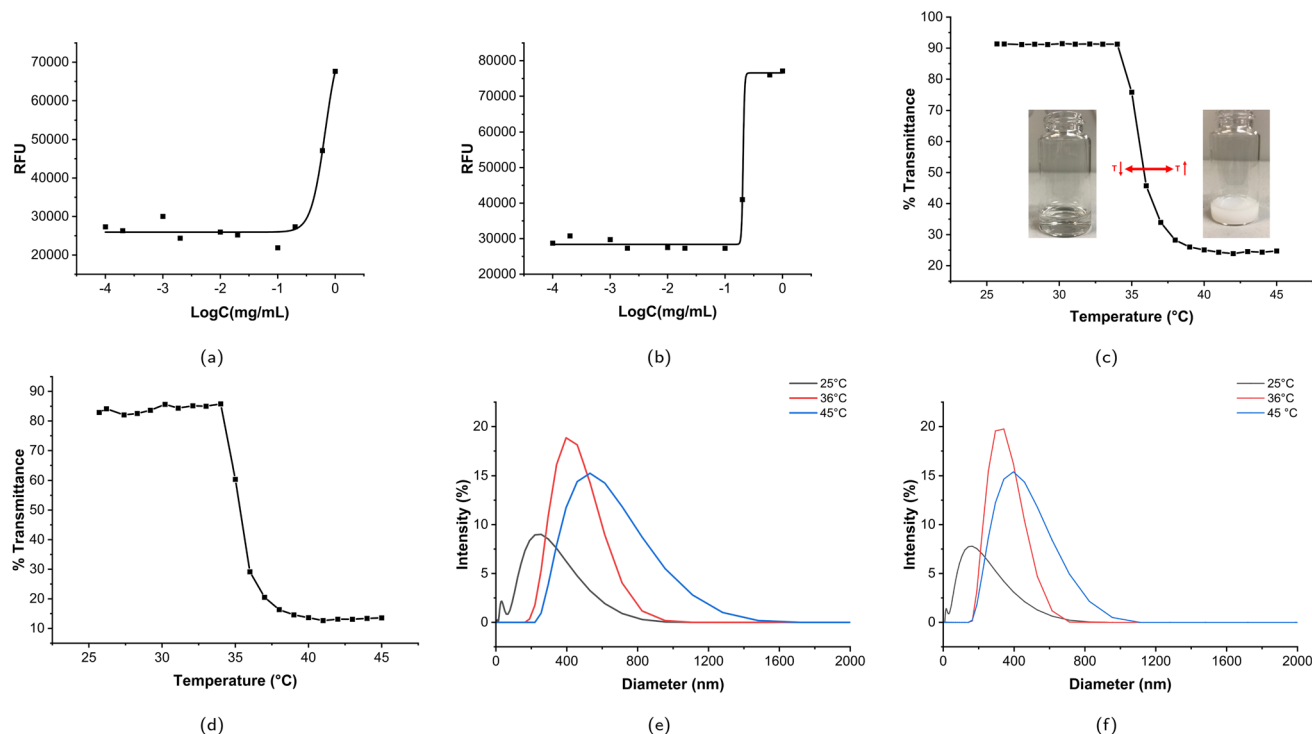 70000
60000
50000
40000
30000
20000
RFU
-4 -3 -2 -1 0
LogC(mg/mL)
(a)
80000
70000
60000
50000
40000
30000
20000
RFU
-4 -3 -2 -1 0
LogC(mg/mL)
(b)
100
90
80
70
60
50
40
30
20
% Transmittance
T T
25 30 35 40 45
Temperature (°C)
(c)
90
80
70
60
50
40
30
20
10
% Transmittance
25 30 35 40 45
Temperature (°C)
(d)
25°C
36°C
45°C
20
15
10
5
0
Intensity (%)
0 400 800 1200 1600 2000
Diameter (nm)
(e)
25°C
36°C
45 °C
20
15
10
5
0
Intensity (%)
0 400 800 1200 1600 2000
Diameter (nm)
(f)